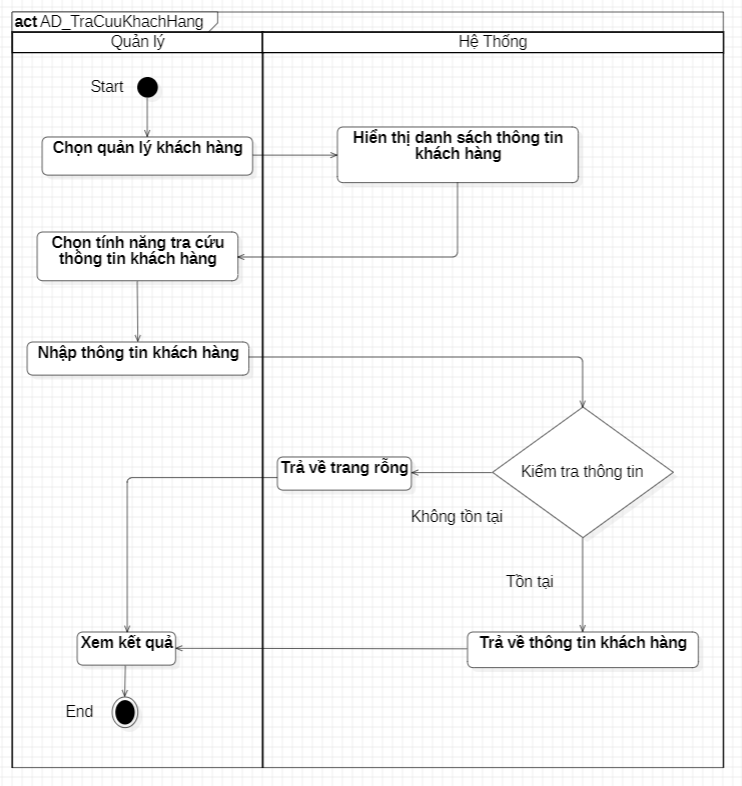 act AD_TraCuuKhachHang
Quản lý
Hệ Thống
Start
Chọn quản lý khách hàng
Hiển thị danh sách thông tin
khách hàng
Chọn tính năng tra cứu
thông tin khách hàng
Nhập thông tin khách hàng
Kiểm tra thông tin
Trả về trang rỗng
Không tồn tại
Tồn tại
Trả về thông tin khách hàng
Xem kết quả
End